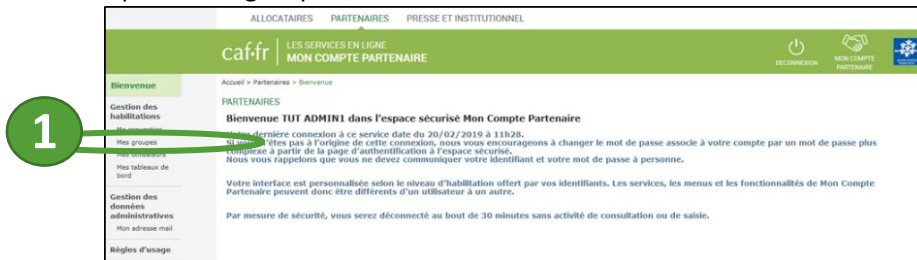 ALLOCATAIRES PARTENAIRES PRESSE ET INSTITUTIONNEL
caf.fr LES SERVICES EN LIGNE
MON COMPTE PARTENAIRE
DECONNEXION
MON COMPTE
PARTENAIRE
Bienvenue
Gestion des
habilitations
Mes groupes
Mes tableaux de
bord
Gestion des
données
administratives
Mon adresse mail
Règles d'usage
1
Accueil > Partenaires > Bienvenue
PARTENAIRES
Bienvenue TUT ADMIN1 dans l'espace sécurisé Mon Compte Partenaire
dernière connexion à ce service date du 20/02/2019 à 11h28.
pas à l'origine de cette connexion, nous vous encourageons à changer le mot de passe associé à votre compte par un mot de passe plus
complexe à partir de la page d'authentification à l'espace sécurisé.
Nous vous rappelons que vous ne devez communiquer votre identifiant et votre mot de passe à personne.
Votre interface est personnalisée selon le niveau d'habilitation offert par vos identifiants. Les services, les menus et les fonctionnalités de Mon Compte
Partenaire peuvent donc être différents d'un utilisateur à un autre.
Par mesure de sécurité, vous serez déconnecté au bout de 30 minutes sans activité de consultation ou de saisie.